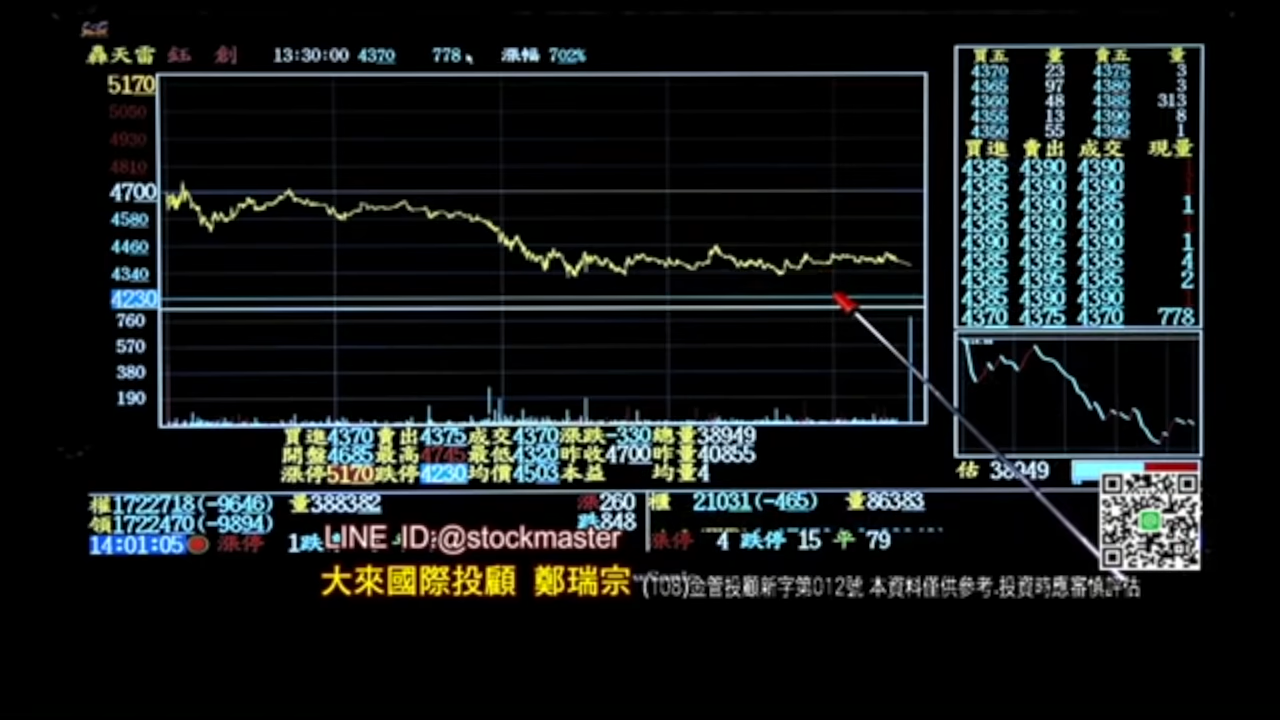 轟天雷 鈺 創 13:30:00 4370 778 漲幅 702%
5170
5050
4930
4810
4700
4580
4460
4340
4230
760
570
380
190
買五 量 賣五 量
4370 23 4375 3
4365 97 4380 3
4360 48 4385 313
4355 13 4390 8
4350 55 4395 1
買進 賣出 成交 現量
4385 4390 4390
4385 4390 4390
4385 4390 4385 1
4385 4390 4390
4390 4395 4390 1
4385 4395 4385 4
4385 4395 4395 2
4385 4390 4390
4370 4375 4370 778
買進4370賣出4375成交4370漲跌-330總量38949
開盤4685最高4745最低4320昨收4700昨量40855
漲停5170跌停4230均價4503本益 均量4
估 38949
權1722718(-9646) 量388382 漲260 櫃 21031(-465) 量86383
領1722470(-9894) 跌848
14:01:05 漲停 1跌 漲停 4 跌停 15 平 79
LINE ID:@stockmaster
大來國際投顧 鄭瑞宗 (108)金管投顧新字第012號 本資料僅供參考.投資時應審慎評估